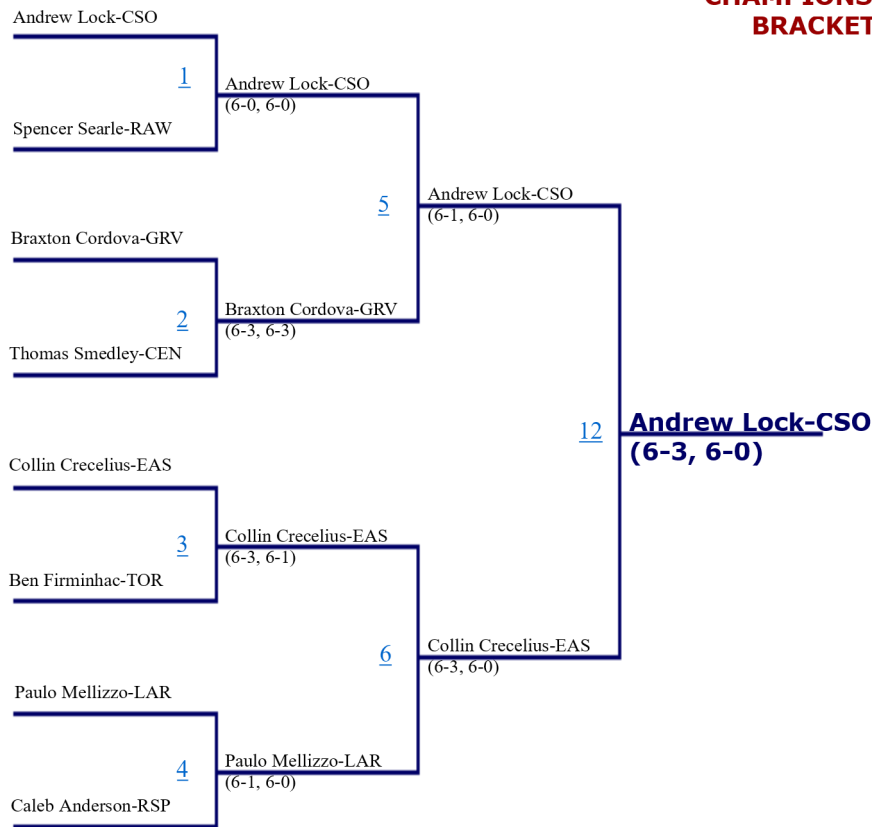 CHAMPIONS
BRACKET
Andrew Lock-CSO
1
Andrew Lock-CSO
(6-0, 6-0)
Spencer Searle-RAW
5
Andrew Lock-CSO
(6-1, 6-0)
Braxton Cordova-GRV
2
Braxton Cordova-GRV
(6-3, 6-3)
Thomas Smedley-CEN
12
Andrew Lock-CSO
(6-3, 6-0)
Collin Crecelius-EAS
3
Collin Crecelius-EAS
(6-3, 6-1)
Ben Firminhac-TOR
6
Collin Crecelius-EAS
(6-3, 6-0)
Paulo Mellizzo-LAR
4
Paulo Mellizzo-LAR
(6-1, 6-0)
Caleb Anderson-RSP